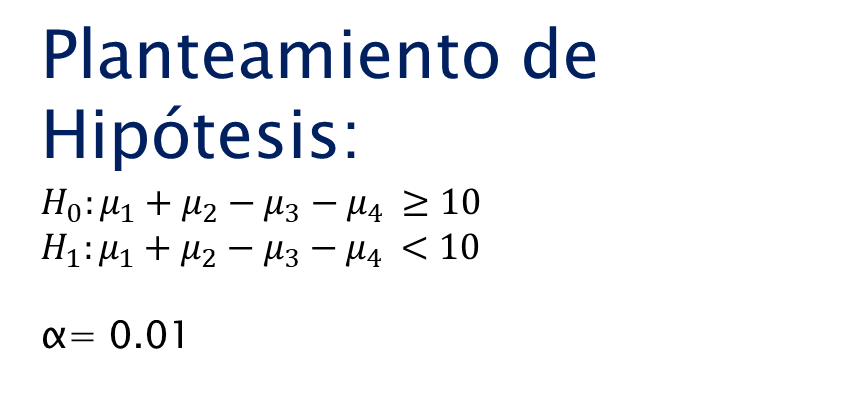 Planteamiento de
Hipótesis:
H₀: μ₁ + μ₂ − μ₃ − μ₄ ≥ 10
H₁: μ₁ + μ₂ − μ₃ − μ₄ < 10
α= 0.01